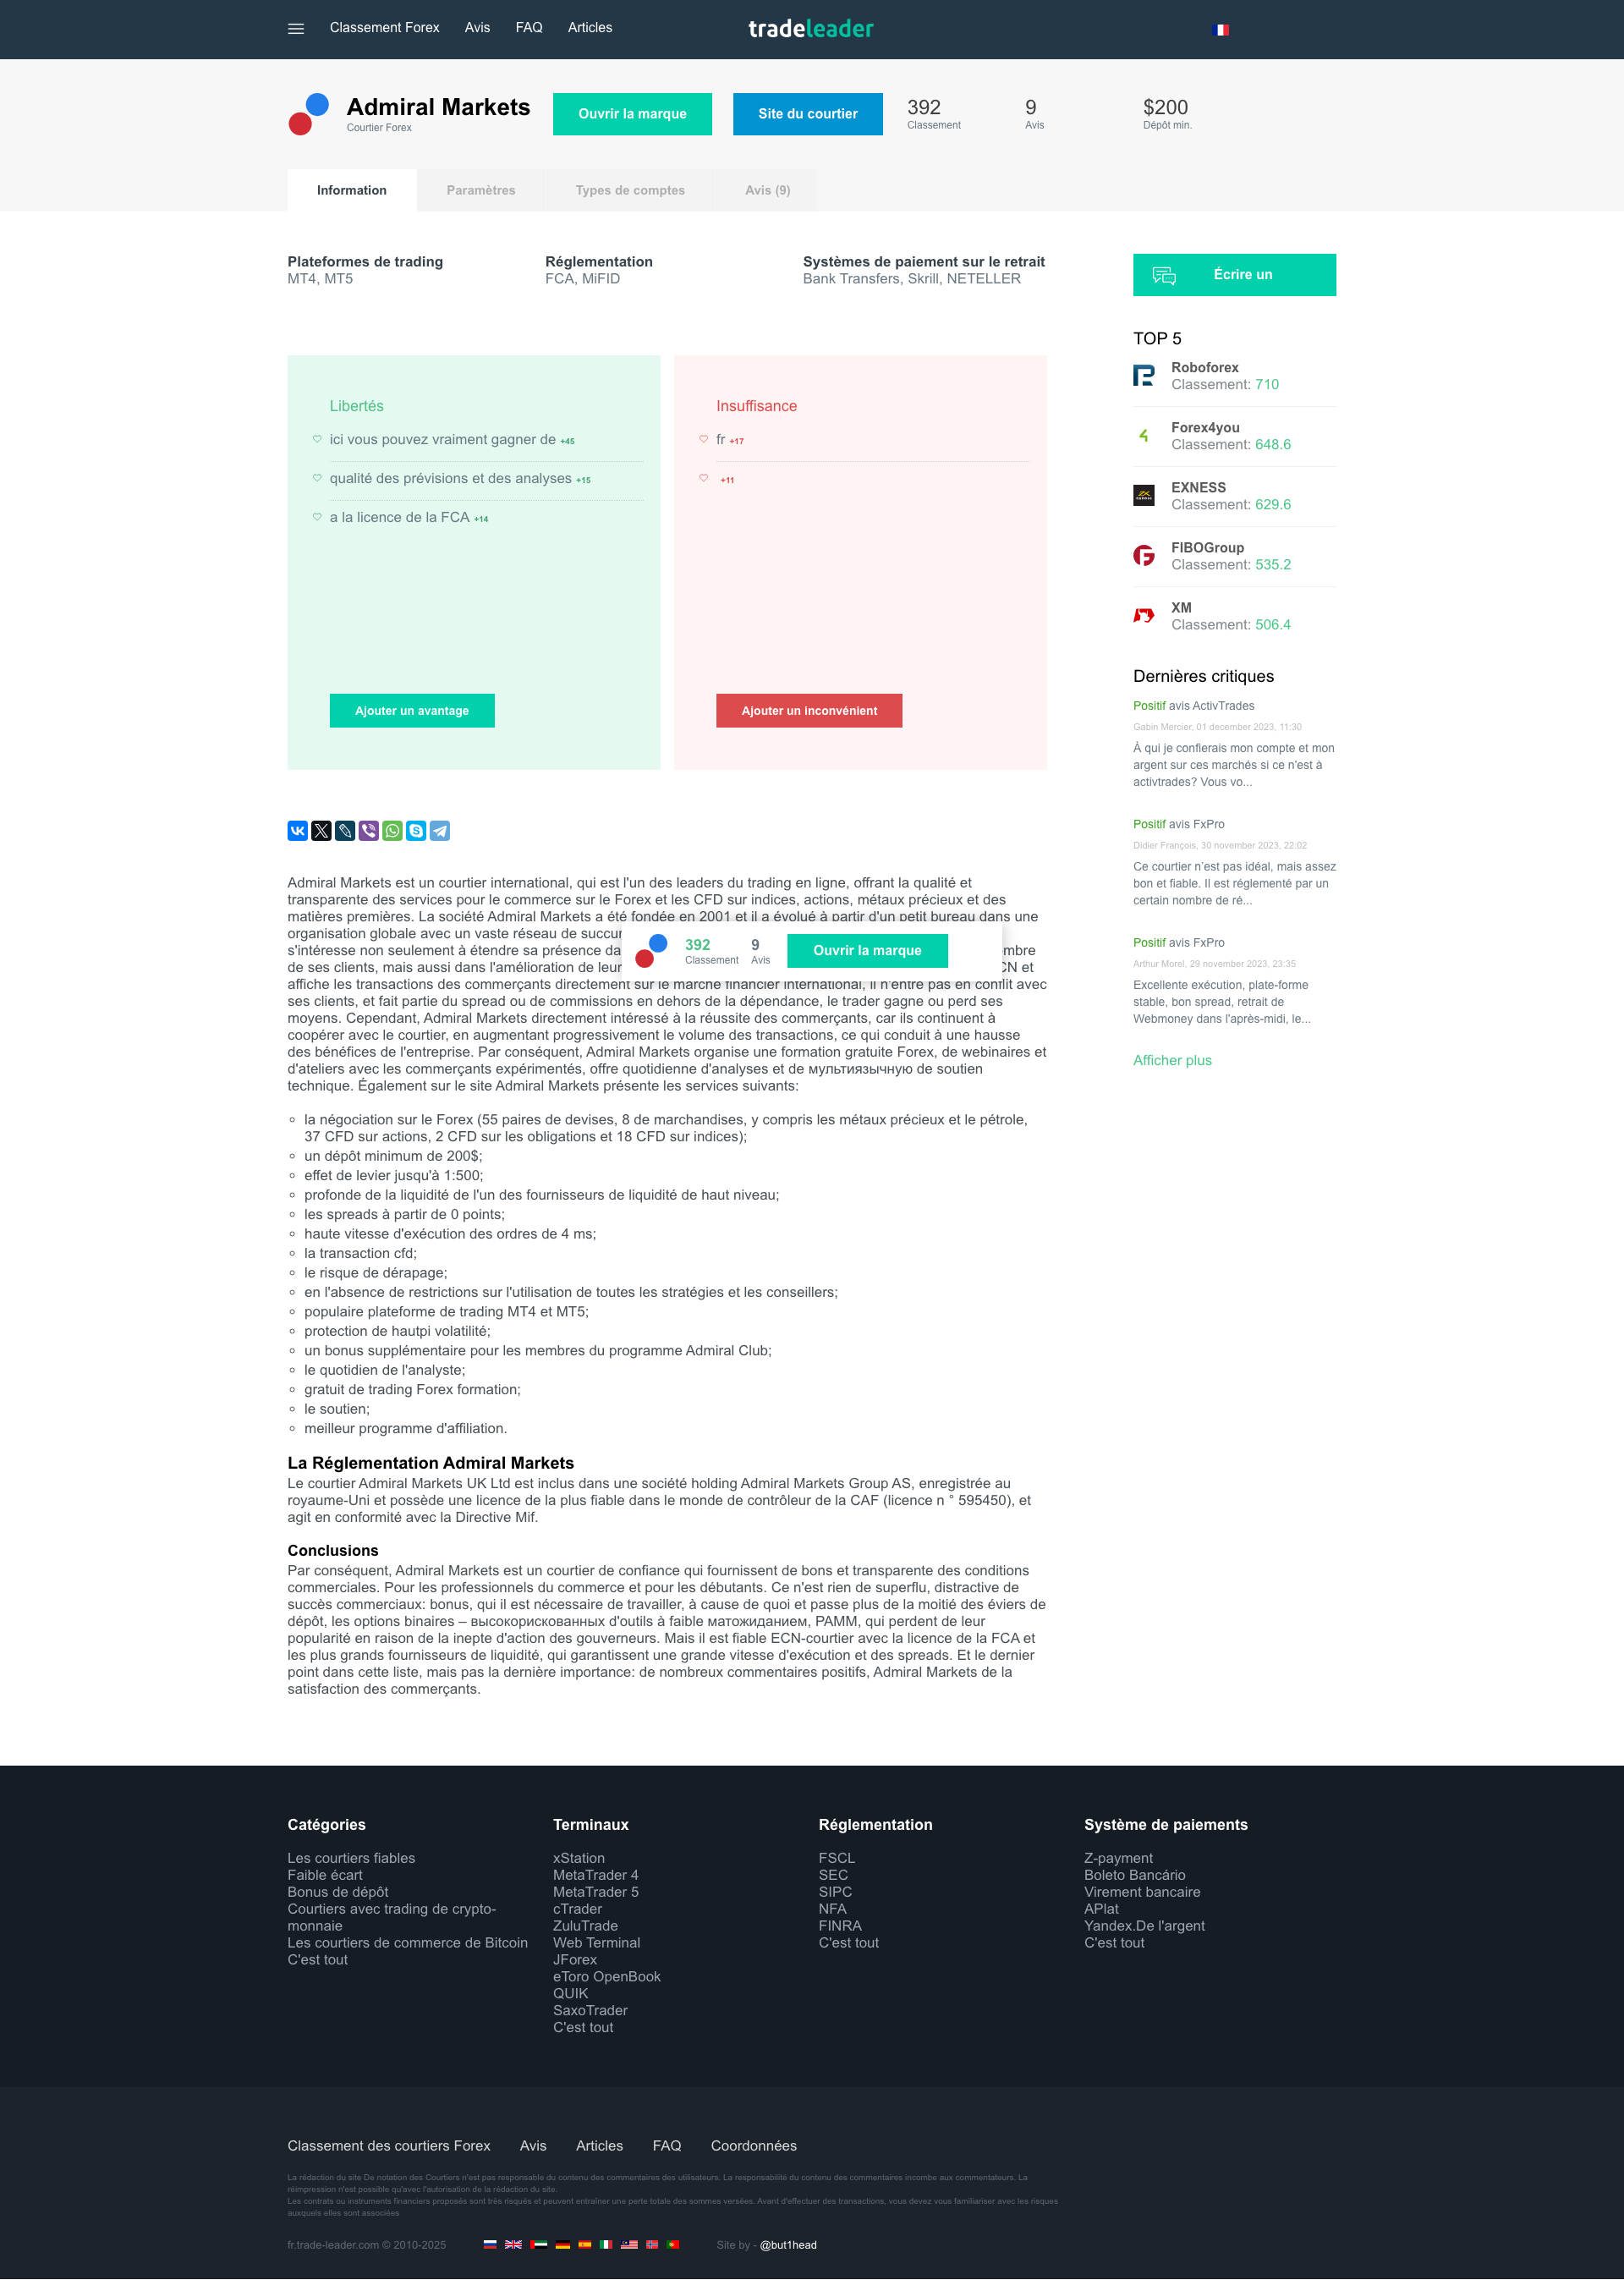 Classement Forex Avis FAQ Articles
tradeleader
Admiral Markets
Courtier Forex
Ouvrir la marque
Site du courtier
392
Classement
9
Avis
$200
Dépôt min.
Information
Paramètres
Types de comptes
Avis (9)
Plateformes de trading
MT4, MT5
Réglementation
FCA, MiFID
Systèmes de paiement sur le retrait
Bank Transfers, Skrill, NETELLER
Libertés
ici vous pouvez vraiment gagner de +45
qualité des prévisions et des analyses +15
a la licence de la FCA +14
Ajouter un avantage
Insuffisance
fr +17
+11
Ajouter un inconvénient
Admiral Markets est un courtier international, qui est l'un des leaders du trading en ligne, offrant la qualité et
transparente des services pour le commerce sur le Forex et les CFD sur indices, actions, métaux précieux et des
matières premières. La société Admiral Markets a été fondée en 2001 et il a évolué à partir d'un petit bureau dans une
organisation globale avec un vaste réseau de succur
s'intéresse non seulement à étendre sa présence da
mbre
de ses clients, mais aussi dans l'amélioration de leur
CN et
affiche les transactions des commerçants directement sur le marché financier international, il n'entre pas en conflit avec
ses clients, et fait partie du spread ou de commissions en dehors de la dépendance, le trader gagne ou perd ses
moyens. Cependant, Admiral Markets directement intéressé à la réussite des commerçants, car ils continuent à
coopérer avec le courtier, en augmentant progressivement le volume des transactions, ce qui conduit à une hausse
des bénéfices de l'entreprise. Par conséquent, Admiral Markets organise une formation gratuite Forex, de webinaires et
d'ateliers avec les commerçants expérimentés, offre quotidienne d'analyses et de мультиязычную de soutien
technique. Également sur le site Admiral Markets présente les services suivants:
392
Classement
9
Avis
Ouvrir la marque
la négociation sur le Forex (55 paires de devises, 8 de marchandises, y compris les métaux précieux et le pétrole,
37 CFD sur actions, 2 CFD sur les obligations et 18 CFD sur indices);
un dépôt minimum de 200$;
effet de levier jusqu'à 1:500;
profonde de la liquidité de l'un des fournisseurs de liquidité de haut niveau;
les spreads à partir de 0 points;
haute vitesse d'exécution des ordres de 4 ms;
la transaction cfd;
le risque de dérapage;
en l'absence de restrictions sur l'utilisation de toutes les stratégies et les conseillers;
populaire plateforme de trading MT4 et MT5;
protection de hautpi volatilité;
un bonus supplémentaire pour les membres du programme Admiral Club;
le quotidien de l'analyste;
gratuit de trading Forex formation;
le soutien;
meilleur programme d'affiliation.
La Réglementation Admiral Markets
Le courtier Admiral Markets UK Ltd est inclus dans une société holding Admiral Markets Group AS, enregistrée au
royaume-Uni et possède une licence de la plus fiable dans le monde de contrôleur de la CAF (licence n ° 595450), et
agit en conformité avec la Directive Mif.
Conclusions
Par conséquent, Admiral Markets est un courtier de confiance qui fournissent de bons et transparente des conditions
commerciales. Pour les professionnels du commerce et pour les débutants. Ce n'est rien de superflu, distractive de
succès commerciaux: bonus, qui il est nécessaire de travailler, à cause de quoi et passe plus de la moitié des éviers de
dépôt, les options binaires – высокорискованных d'outils à faible матожиданием, PAMM, qui perdent de leur
popularité en raison de la inepte d'action des gouverneurs. Mais il est fiable ECN-courtier avec la licence de la FCA et
les plus grands fournisseurs de liquidité, qui garantissent une grande vitesse d'exécution et des spreads. Et le dernier
point dans cette liste, mais pas la dernière importance: de nombreux commentaires positifs, Admiral Markets de la
satisfaction des commerçants.
Écrire un
TOP 5
Roboforex
Classement: 710
Forex4you
Classement: 648.6
EXNESS
Classement: 629.6
FIBOGroup
Classement: 535.2
XM
Classement: 506.4
Dernières critiques
Positif avis ActivTrades
Gabin Mercier, 01 december 2023, 11:30
À qui je confierais mon compte et mon
argent sur ces marchés si ce n'est à
activtrades? Vous vo...
Positif avis FxPro
Didier François, 30 november 2023, 22:02
Ce courtier n'est pas idéal, mais assez
bon et fiable. Il est réglementé par un
certain nombre de ré...
Positif avis FxPro
Arthur Morel, 29 november 2023, 23:35
Excellente exécution, plate-forme
stable, bon spread, retrait de
Webmoney dans l'après-midi, le...
Afficher plus
Catégories
Les courtiers fiables
Faible écart
Bonus de dépôt
Courtiers avec trading de crypto-
monnaie
Les courtiers de commerce de Bitcoin
C'est tout
Terminaux
xStation
MetaTrader 4
MetaTrader 5
cTrader
ZuluTrade
Web Terminal
JForex
eToro OpenBook
QUIK
SaxoTrader
C'est tout
Réglementation
FSCL
SEC
SIPC
NFA
FINRA
C'est tout
Système de paiements
Z-payment
Boleto Bancário
Virement bancaire
APlat
Yandex.De l'argent
C'est tout
Classement des courtiers Forex Avis Articles FAQ Coordonnées
La rédaction du site De notation des Courtiers n'est pas responsable du contenu des commentaires des utilisateurs. La responsabilité du contenu des commentaires incombe aux commentateurs. La
réimpression n'est possible qu'avec l'autorisation de la rédaction du site.
Les contrats ou instruments financiers proposés sont très risqués et peuvent entraîner une perte totale des sommes versées. Avant d'effectuer des transactions, vous devez vous familiariser avec les risques
auxquels elles sont associées
fr.trade-leader.com © 2010-2025
Site by - @but1head